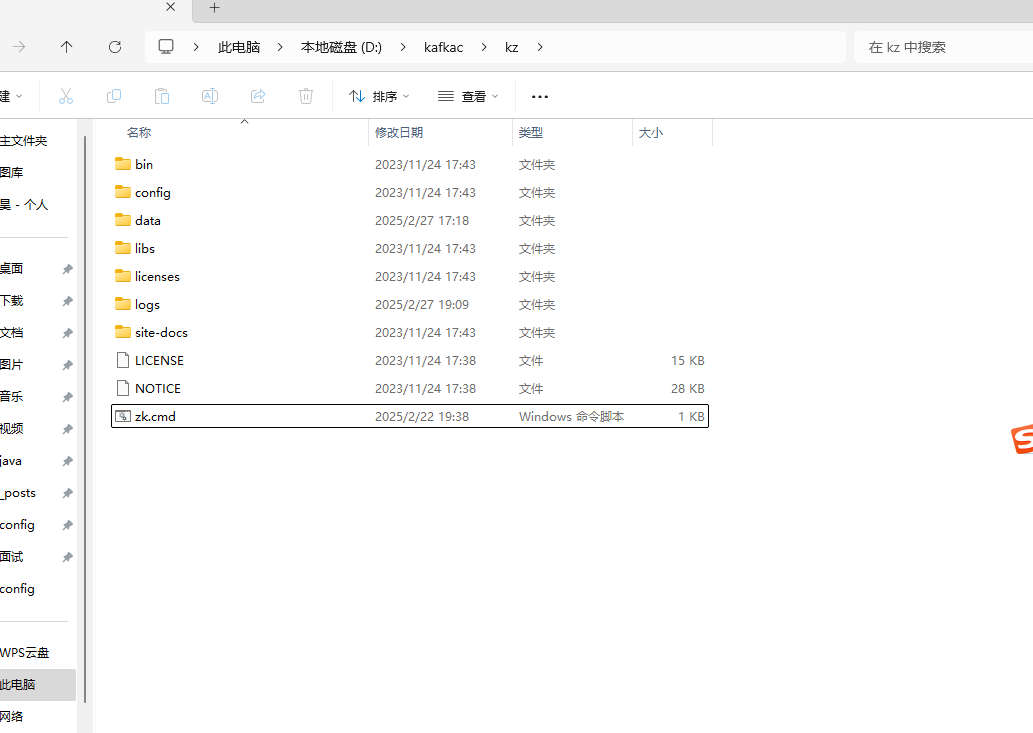 此电脑 本地磁盘 (D:) kafkac kz 在 kz 中搜索
建 排序 查看
名称 修改日期 类型 大小
bin 2023/11/24 17:43 文件夹
config 2023/11/24 17:43 文件夹
data 2025/2/27 17:18 文件夹
libs 2023/11/24 17:43 文件夹
licenses 2023/11/24 17:43 文件夹
logs 2025/2/27 19:09 文件夹
site-docs 2023/11/24 17:43 文件夹
LICENSE 2023/11/24 17:38 文件 15 KB
NOTICE 2023/11/24 17:38 文件 28 KB
zk.cmd 2025/2/22 19:38 Windows 命令脚本 1 KB
主文件夹
图库
昊 - 个人
桌面
下载
文档
图片
音乐
视频
java
_posts
config
面试
config
WPS云盘
此电脑
网络